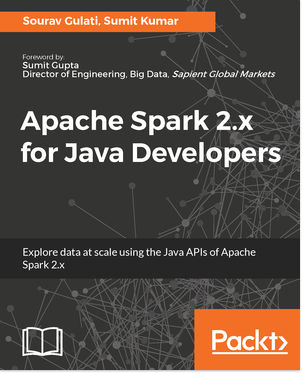 Sourav Gulati, Sumit Kumar
Foreword by:
Sumit Gupta
Director of Engineering, Big Data, Sapient Global Markets
Apache Spark 2.x
for Java Developers
Explore data at scale using the Java APIs of Apache
Spark 2.x
Packt>